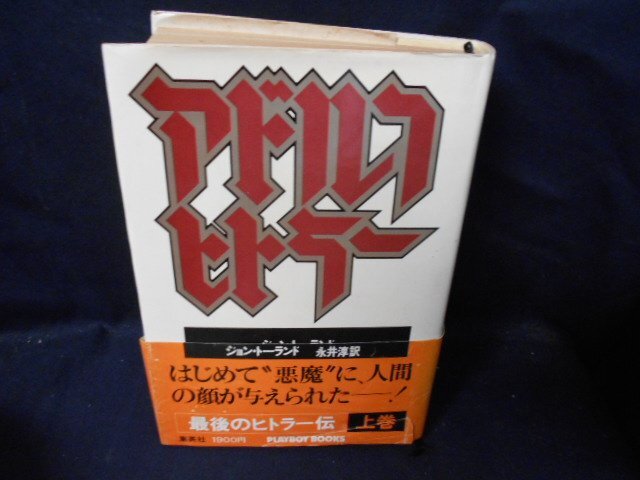 アドルフ
ヒトラー
ジョン・トーランド 永井淳訳
はじめて〝悪魔〟に、人間
の顔が与えられた——!
最後のヒトラー伝 上巻
集英社 1900円 PLAYBOY BOOKS